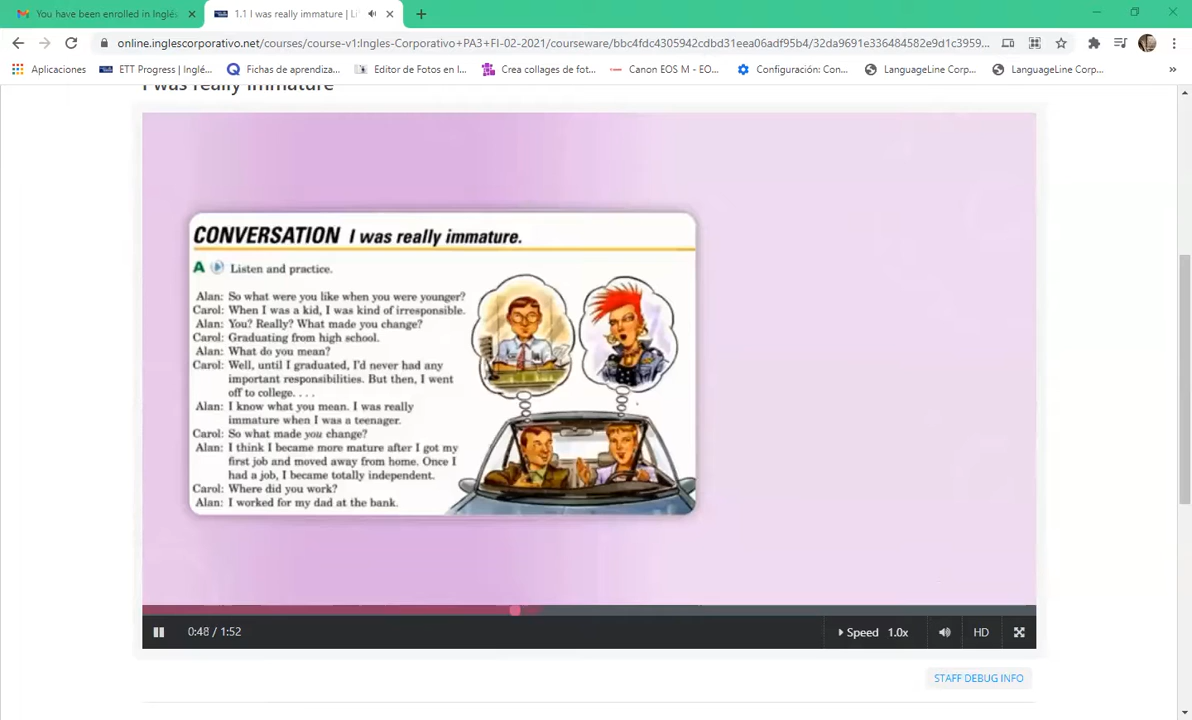 You have been enrolled in Inglés
1.1 I was really immature | Li
online.inglescorporativo.net/courses/course-v1:Ingles-Corporativo+PA3+FI-02-2021/courseware/bbc4fdc4305942cdbd31eea06adf95b4/32da9691e336484582e9d1c3959...
Aplicaciones ETT Progress | Inglé... Fichas de aprendiza... Editor de Fotos en l... Crea collages de fot... Canon EOS M - EO... Configuración: Con... LanguageLine Corp... LanguageLine Corp... »
I was really immature
CONVERSATION I was really immature.
A Listen and practice.
Alan: So what were you like when you were younger?
Carol: When I was a kid, I was kind of irresponsible.
Alan: You? Really? What made you change?
Carol: Graduating from high school.
Alan: What do you mean?
Carol: Well, until I graduated, I'd never had any
important responsibilities. But then, I went
off to college. . . .
Alan: I know what you mean. I was really
immature when I was a teenager.
Carol: So what made you change?
Alan: I think I became more mature after I got my
first job and moved away from home. Once I
had a job, I became totally independent.
Carol: Where did you work?
Alan: I worked for my dad at the bank.
0:48 / 1:52
Speed 1.0x HD
STAFF DEBUG INFO